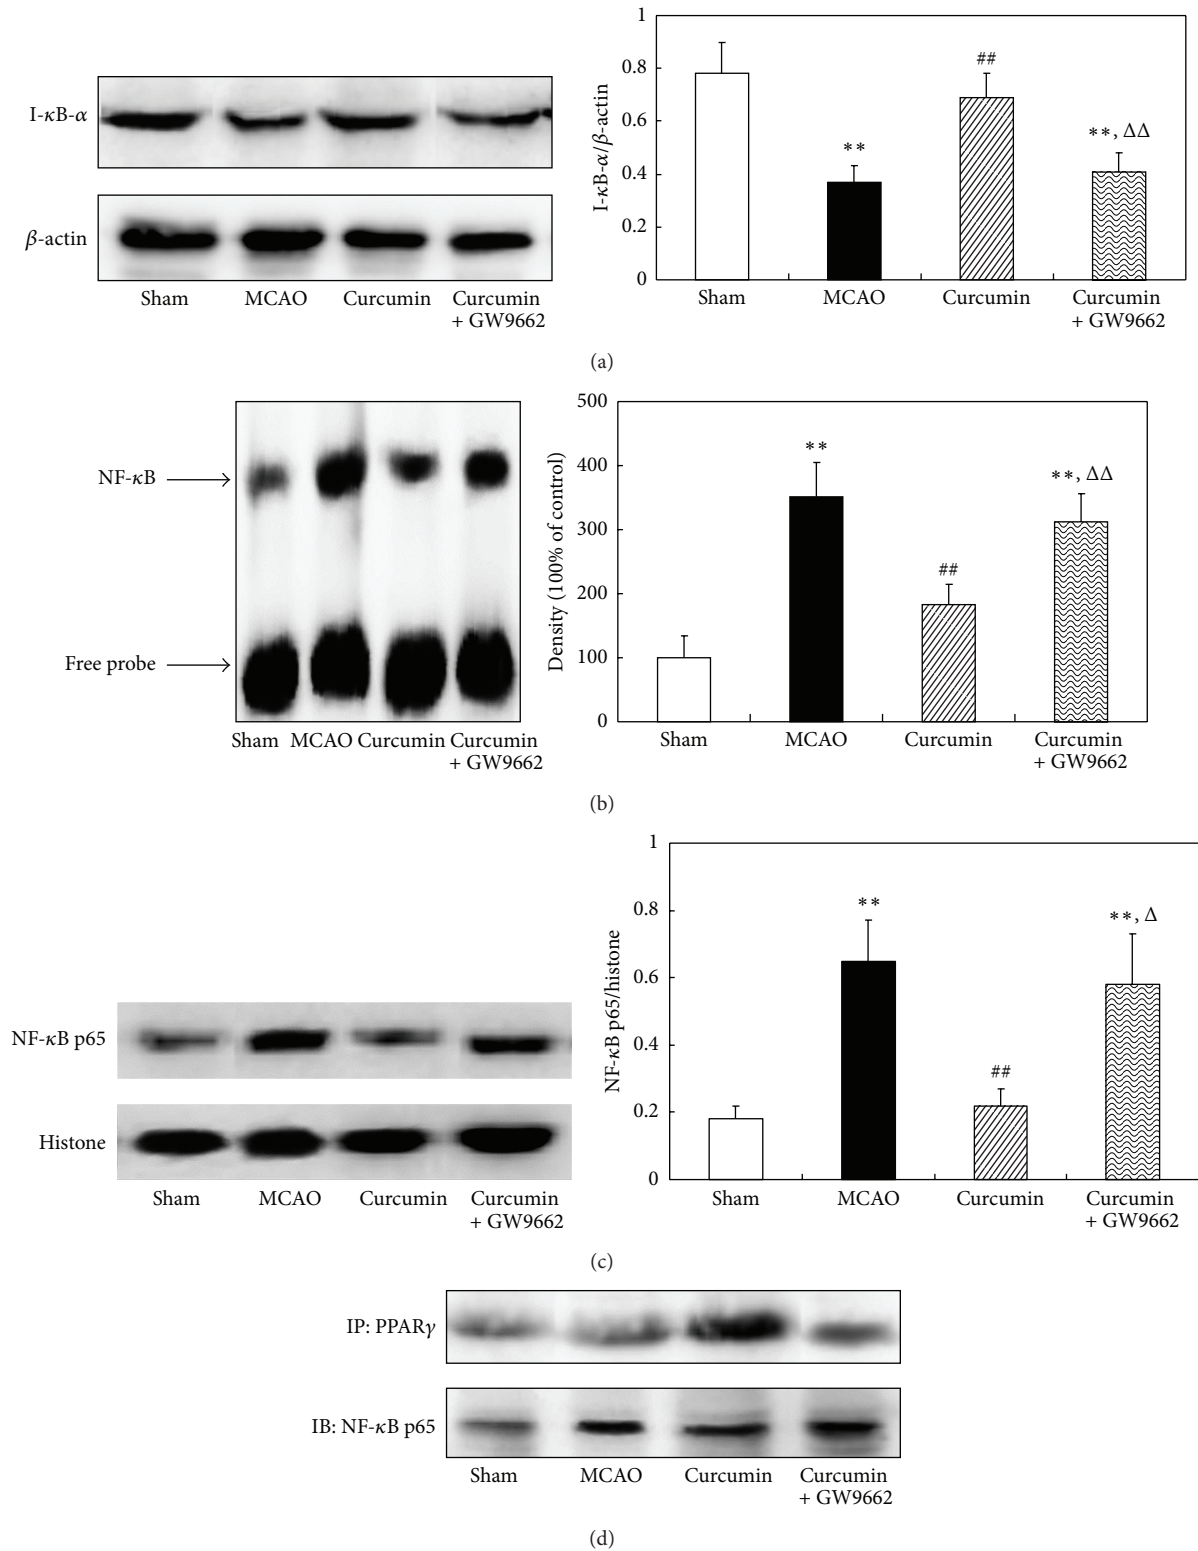 I-κB-α
β-actin
Sham MCAO Curcumin Curcumin
+ GW9662
1
0.8
0.6
0.4
0.2
0
I-κB-α/β-actin
**
##
**, ΔΔ
Sham MCAO Curcumin Curcumin
+ GW9662
(a)
NF-κB
Free probe
Sham MCAO Curcumin Curcumin
+ GW9662
500
400
300
200
100
0
Density (100% of control)
**
##
**, ΔΔ
Sham MCAO Curcumin Curcumin
+ GW9662
(b)
NF-κB p65
Histone
Sham MCAO Curcumin Curcumin
+ GW9662
1
0.8
0.6
0.4
0.2
0
NF-κB p65/histone
**
##
**, Δ
Sham MCAO Curcumin Curcumin
+ GW9662
(c)
IP: PPARγ
IB: NF-κB p65
Sham MCAO Curcumin Curcumin
+ GW9662
(d)